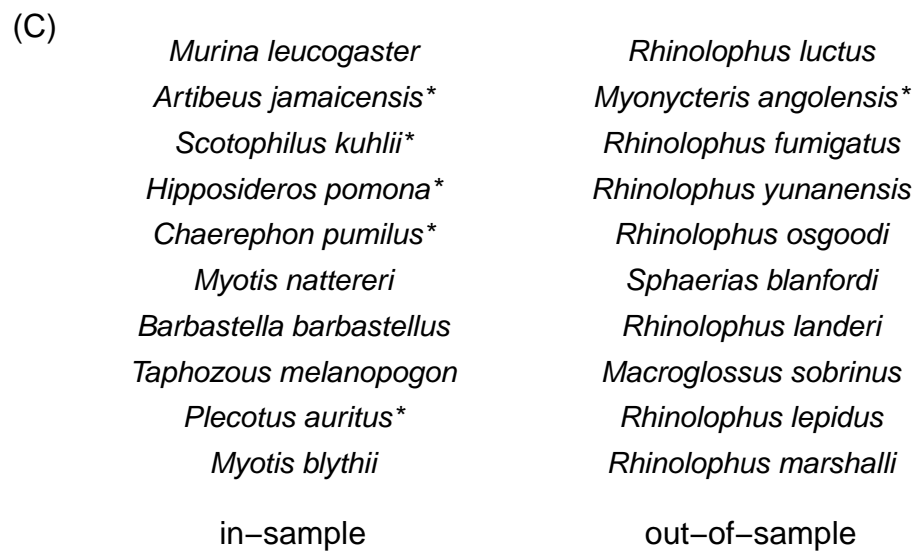 (C)
Murina leucogaster Rhinolophus luctus
Artibeus jamaicensis* Myonycteris angolensis*
Scotophilus kuhlii* Rhinolophus fumigatus
Hipposideros pomona* Rhinolophus yunanensis
Chaerephon pumilus* Rhinolophus osgoodi
Myotis nattereri Sphaerias blanfordi
Barbastella barbastellus Rhinolophus landeri
Taphozous melanopogon Macroglossus sobrinus
Plecotus auritus* Rhinolophus lepidus
Myotis blythii Rhinolophus marshalli
in−sample out−of−sample